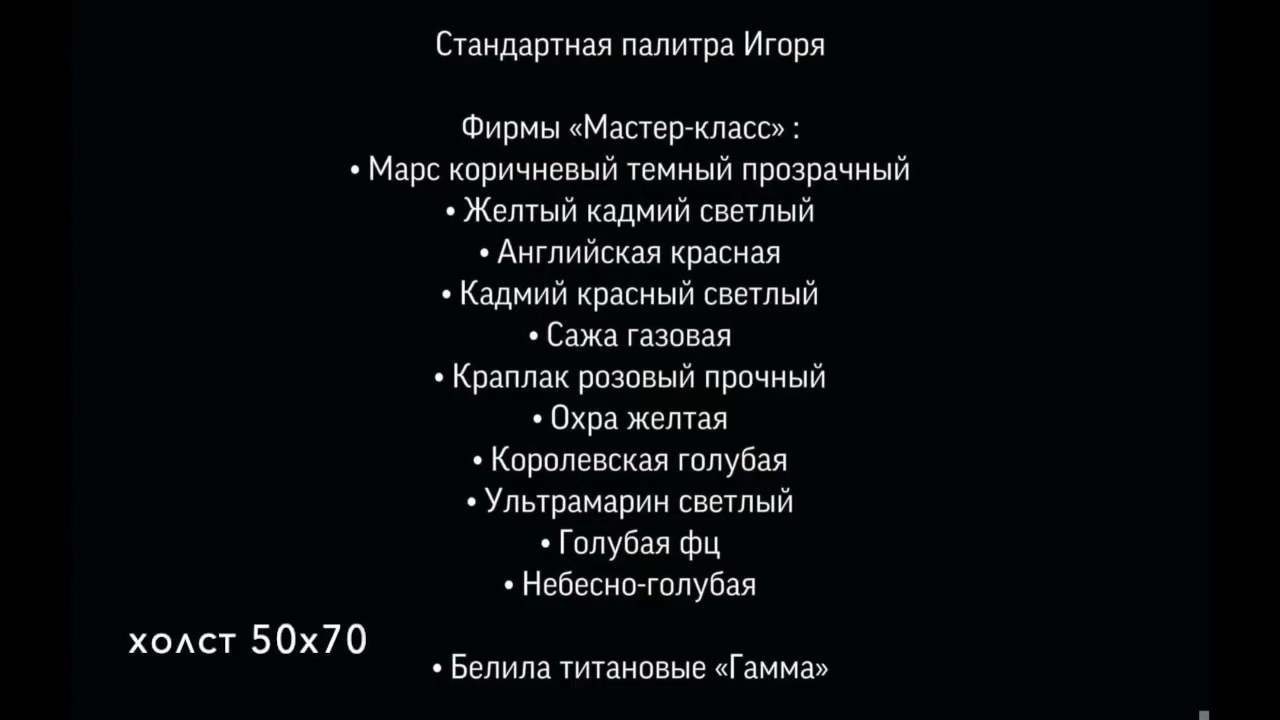 Стандартная палитра Игоря
Фирмы «Мастер-класс» :
• Марс коричневый темный прозрачный
• Желтый кадмий светлый
• Английская красная
• Кадмий красный светлый
• Сажа газовая
• Краплак розовый прочный
• Охра желтая
• Королевская голубая
• Ультрамарин светлый
• Голубая фц
• Небесно-голубая
холст 50х70
• Белила титановые «Гамма»